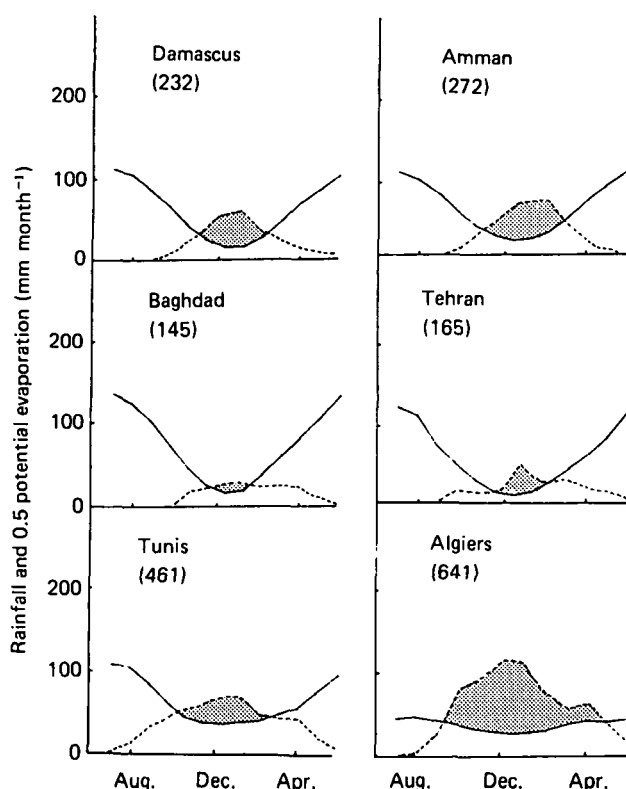 Rainfall and 0.5 potential evaporation (mm month⁻¹)
Damascus
(232)
Amman
(272)
200
100
0
Baghdad
(145)
Tehran
(165)
200
100
0
Tunis
(461)
Algiers
(641)
200
100
0
Aug. Dec. Apr. Aug. Dec. Apr.